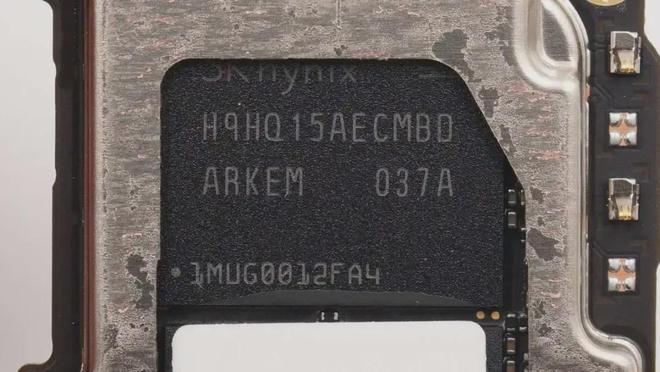 SK hynix
H9HQ15AECMBD
ARKEM 037A
1MUG0012FA4